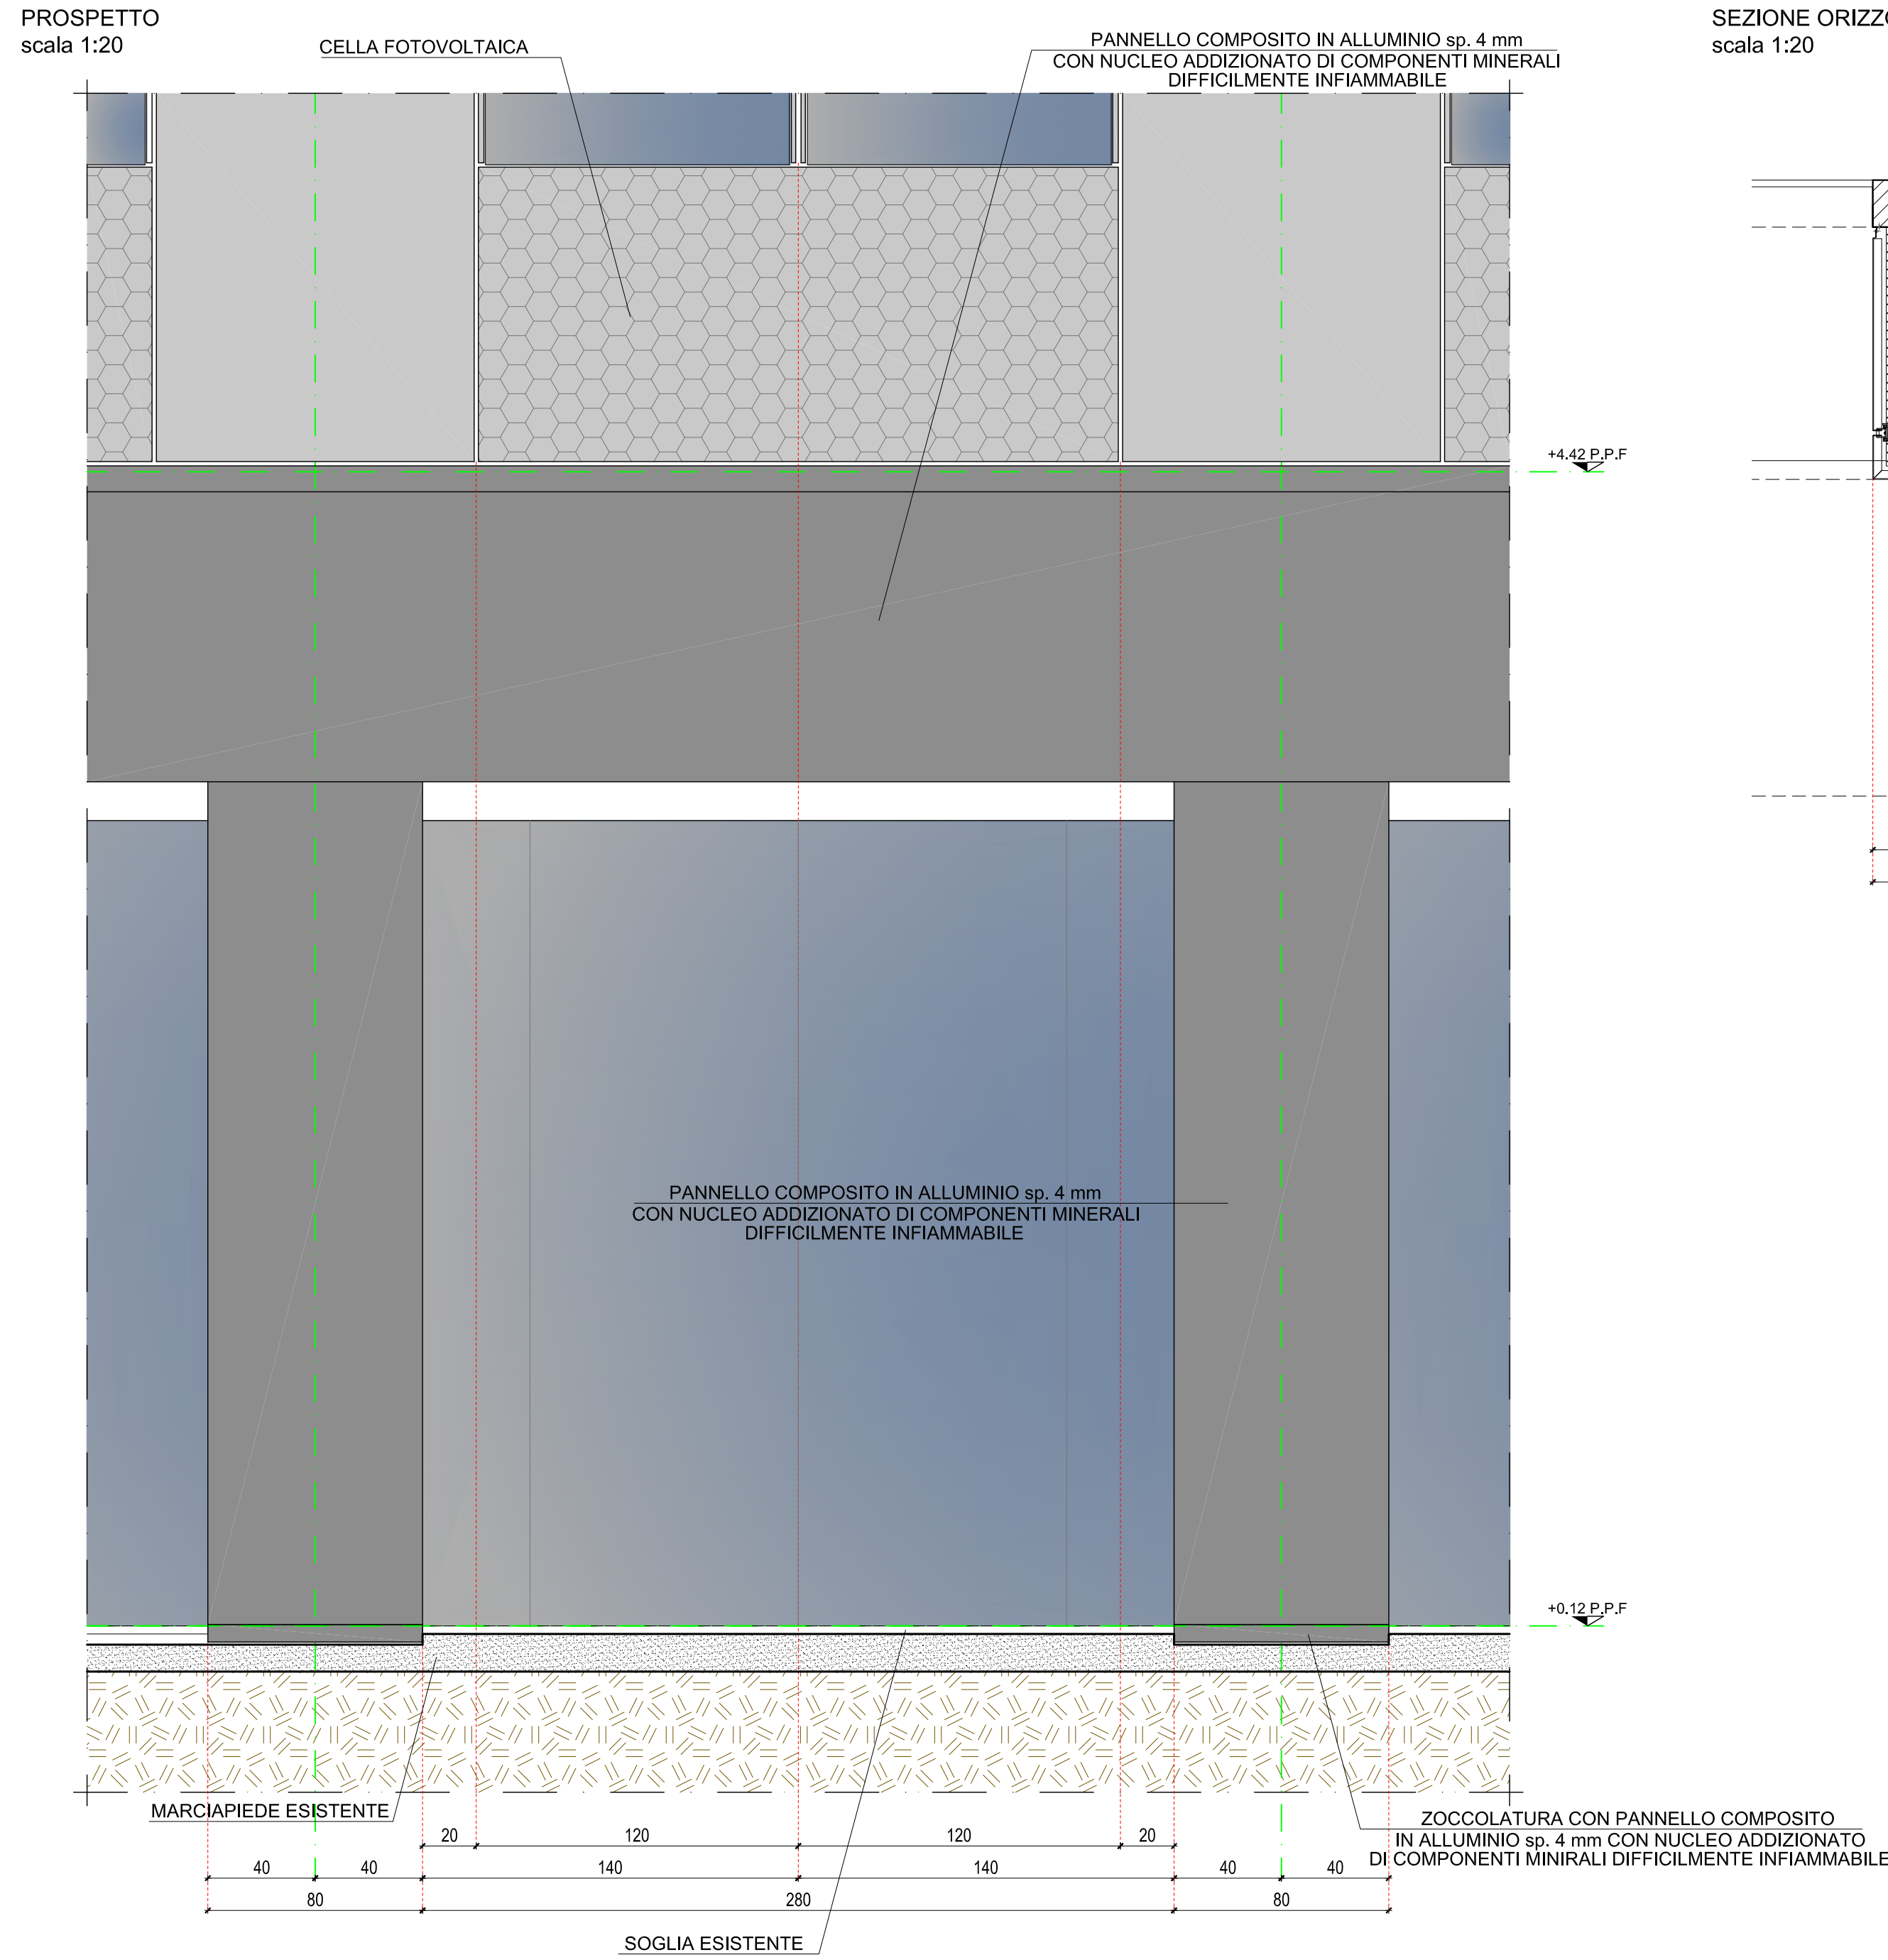 PROSPETTO
scala 1:20
CELLA FOTOVOLTAICA
PANNELLO COMPOSITO IN ALLUMINIO sp. 4 mm
CON NUCLEO ADDIZIONATO DI COMPONENTI MINERALI
DIFFICILMENTE INFIAMMABILE
SEZIONE ORIZZO
scala 1:20
+4.42 P.P.F
PANNELLO COMPOSITO IN ALLUMINIO sp. 4 mm
CON NUCLEO ADDIZIONATO DI COMPONENTI MINERALI
DIFFICILMENTE INFIAMMABILE
+0.12 P.P.F
MARCIAPIEDE ESISTENTE
ZOCCOLATURA CON PANNELLO COMPOSITO
IN ALLUMINIO sp. 4 mm CON NUCLEO ADDIZIONATO
DI COMPONENTI MINIRALI DIFFICILMENTE INFIAMMABILE
20 120 120 20
40 40 140 140 40 40
80 280 80
SOGLIA ESISTENTE